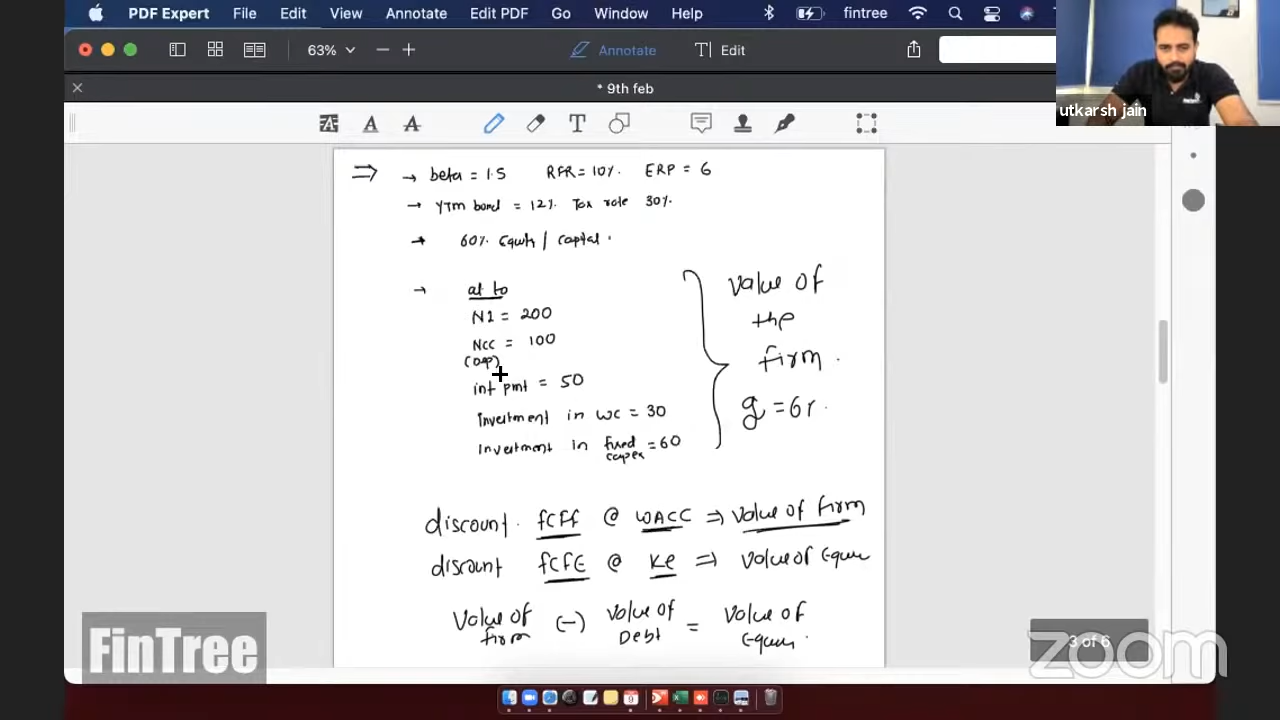 PDF Expert File Edit View Annotate Edit PDF Go Window Help fintree
63% Annotate T| Edit
* 9th feb
utkarsh jain
⇒ → beta = 1.5 RFR = 10%. ERP = 6
→ YTM bond = 12%. Tax rate 30%.
→ 60%. Equity / Capital.
→ at to
NI = 200
NCC = 100
(Dep)
int pmt = 50
Investment in WC = 30
Investment in fixed capex = 60
value of
the
firm.
g = 6%.
discount. FCFF @ WACC ⇒ value of firm
discount FCFE @ Ke ⇒ value of Equity
Value of firm (-) Value of Debt = Value of Equity.
FinTree
3 of 6
zoom